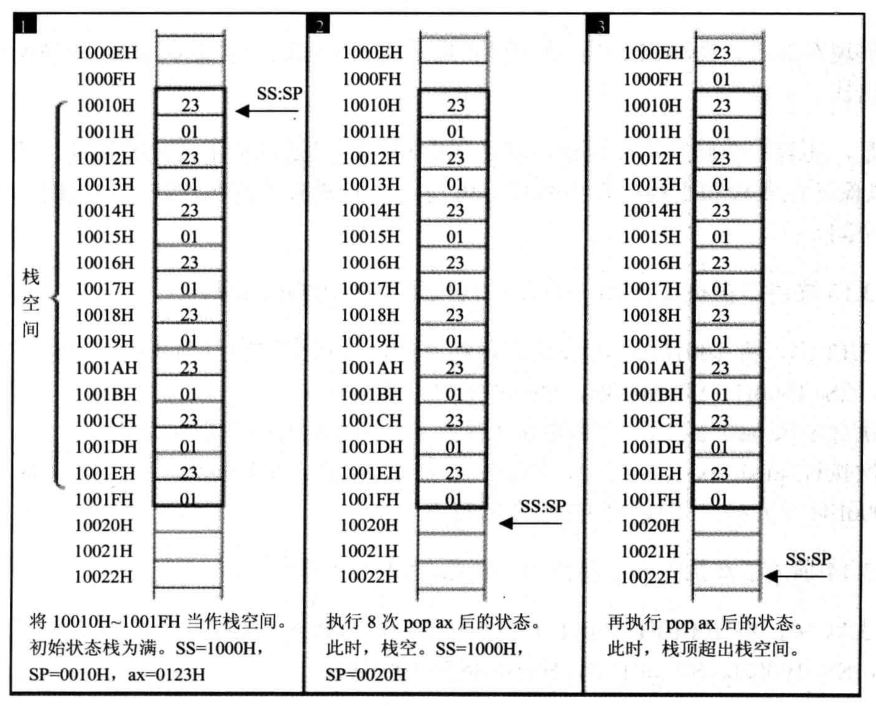 1
1000EH
1000FH
10010H 23 SS:SP
10011H 01
10012H 23
10013H 01
10014H 23
10015H 01
10016H 23
10017H 01
10018H 23
10019H 01
1001AH 23
1001BH 01
1001CH 23
1001DH 01
1001EH 23
1001FH 01
10020H
10021H
10022H
栈空间
将 10010H~1001FH 当作栈空间。
初始状态栈为满。SS=1000H，
SP=0010H，ax=0123H
2
1000EH
1000FH
10010H 23
10011H 01
10012H 23
10013H 01
10014H 23
10015H 01
10016H 23
10017H 01
10018H 23
10019H 01
1001AH 23
1001BH 01
1001CH 23
1001DH 01
1001EH 23
1001FH 01
SS:SP
10020H
10021H
10022H
执行 8 次 pop ax 后的状态。
此时，栈空。SS=1000H，
SP=0020H
3
1000EH 23
1000FH 01
10010H 23
10011H 01
10012H 23
10013H 01
10014H 23
10015H 01
10016H 23
10017H 01
10018H 23
10019H 01
1001AH 23
1001BH 01
1001CH 23
1001DH 01
1001EH 23
1001FH 01
10020H
10021H
SS:SP
10022H
再执行 pop ax 后的状态。
此时，栈顶超出栈空间。